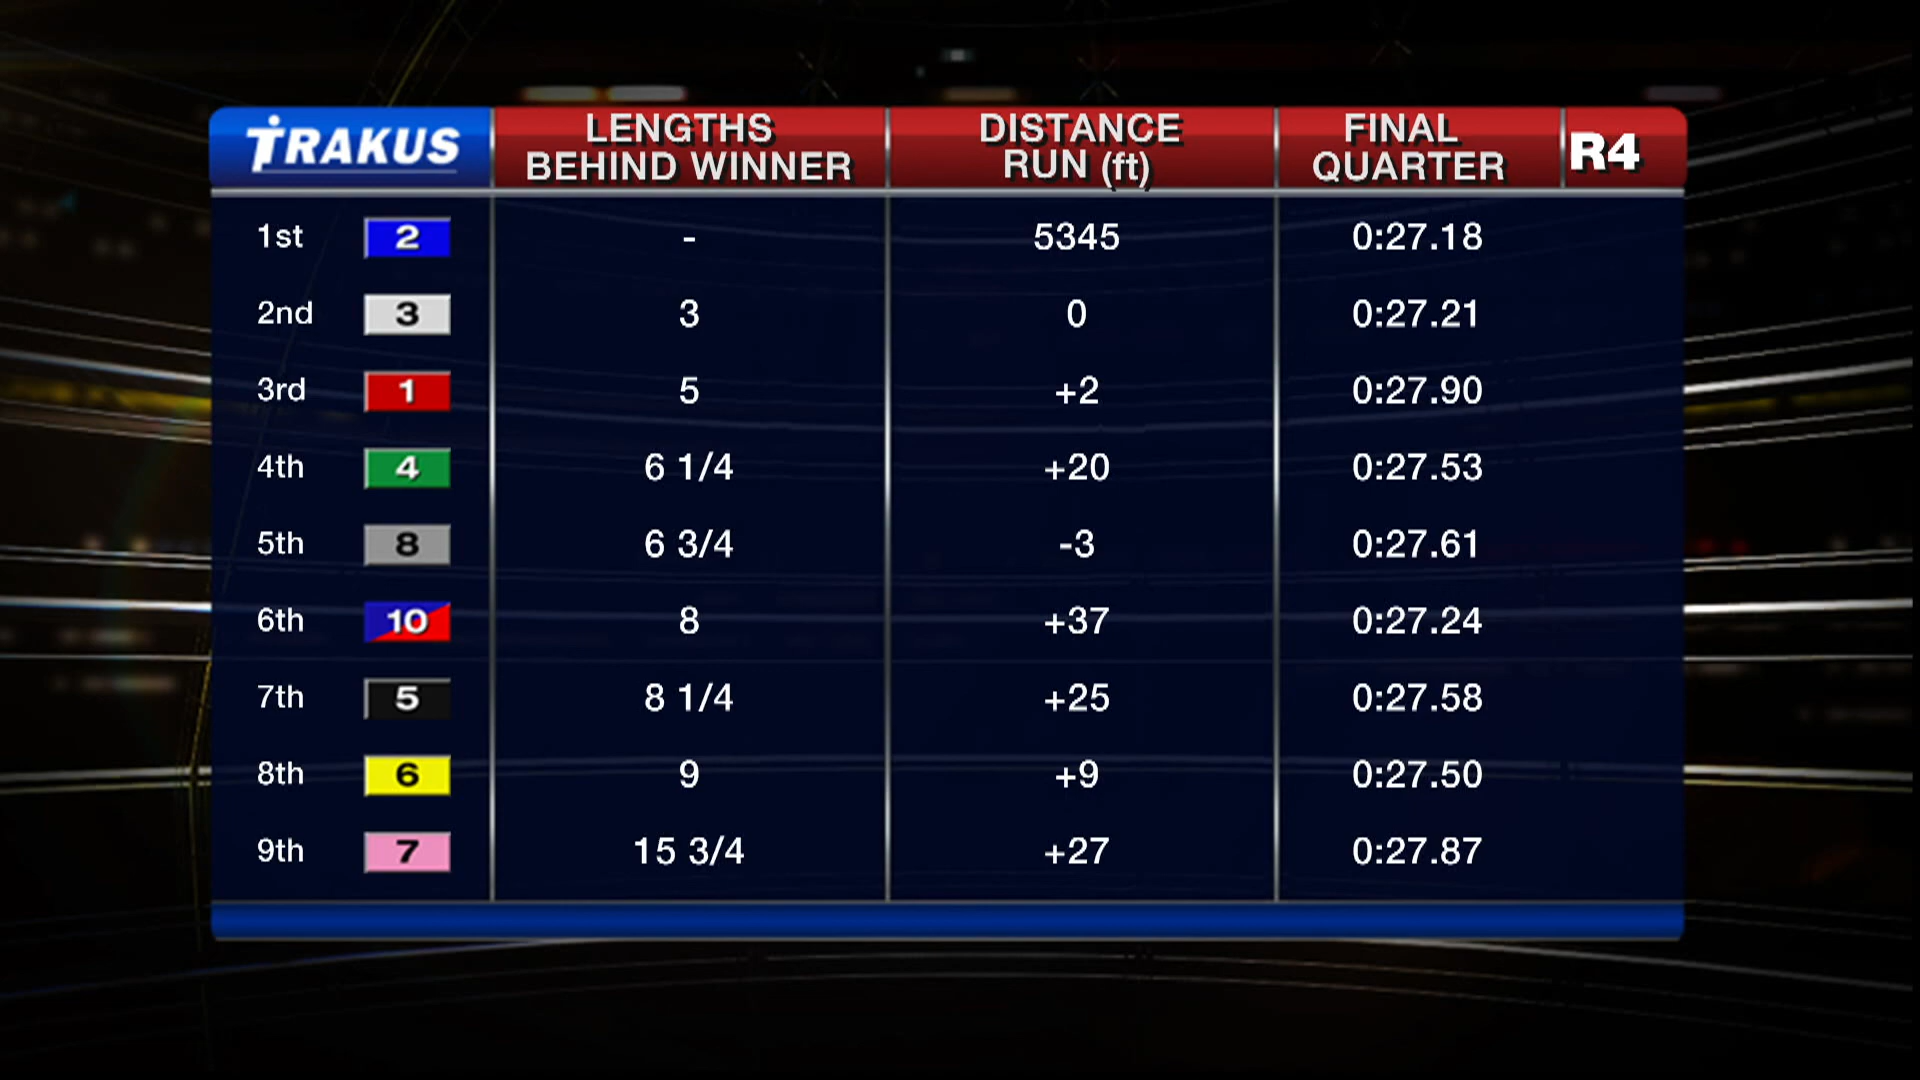 TRAKUS LENGTHS BEHIND WINNER DISTANCE RUN (ft) FINAL QUARTER R4
1st 2 - 5345 0:27.18
2nd 3 3 0 0:27.21
3rd 1 5 +2 0:27.90
4th 4 6 1/4 +20 0:27.53
5th 8 6 3/4 -3 0:27.61
6th 10 8 +37 0:27.24
7th 5 8 1/4 +25 0:27.58
8th 6 9 +9 0:27.50
9th 7 15 3/4 +27 0:27.87